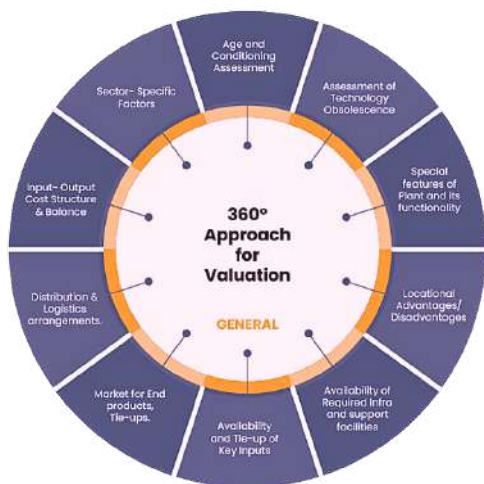 Age and
Conditioning
Assessment
Assessment of
Technology
Obsolescence
Special
features of
Plant and its
functionality
Locational
Advantages/
Disadvantages
Availability of
Required Infra
and support
facilities
Availability
and Tie-up of
Key Inputs
Market for End
products,
Tie-ups.
Distribution &
Logistics
arrangements.
Input- Output
Cost Structure
& Balance
Sector- Specific
Factors
360°
Approach
for
Valuation
GENERAL